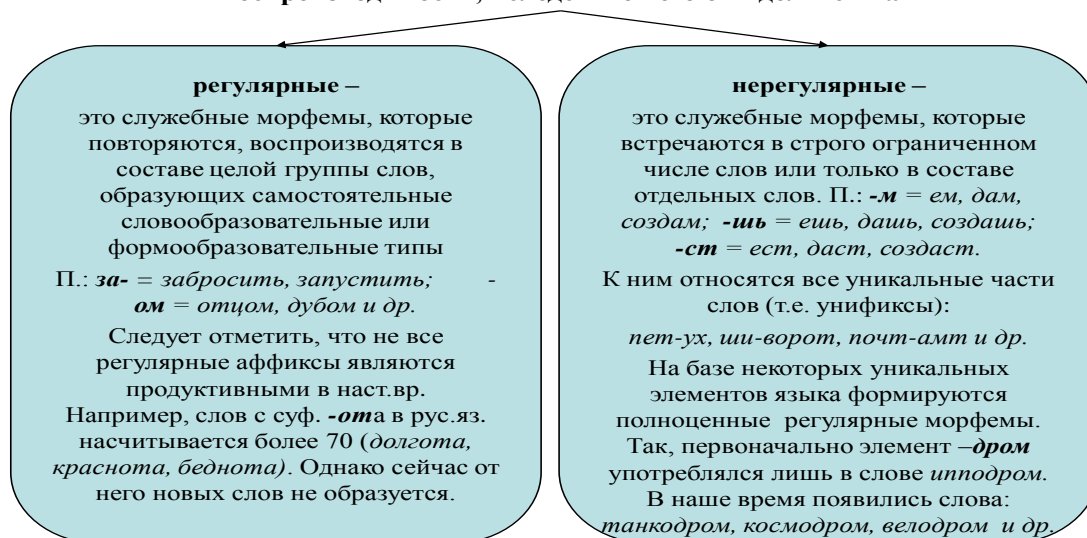 регулярные –
это служебные морфемы, которые
повторяются, воспроизводятся в
составе целой группы слов,
образующих самостоятельные
словообразовательные или
формообразовательные типы
П.: за- = забросить, запустить; -
ом = отцом, дубом и др.
Следует отметить, что не все
регулярные аффиксы являются
продуктивными в наст.вр.
Например, слов с суф. -ота в рус.яз.
насчитывается более 70 (долгота,
краснота, беднота). Однако сейчас от
него новых слов не образуется.
нерегулярные –
это служебные морфемы, которые
встречаются в строго ограниченном
числе слов или только в составе
отдельных слов. П.: -м = ем, дам,
создам; -шь = ешь, дашь, создашь;
-ст = ест, даст, создаст.
К ним относятся все уникальные части
слов (т.е. унификсы):
пет-ух, ши-ворот, почт-амт и др.
На базе некоторых уникальных
элементов языка формируются
полноценные регулярные морфемы.
Так, первоначально элемент –дром
употреблялся лишь в слове ипподром.
В наше время появились слова:
танкодром, космодром, велодром и др.